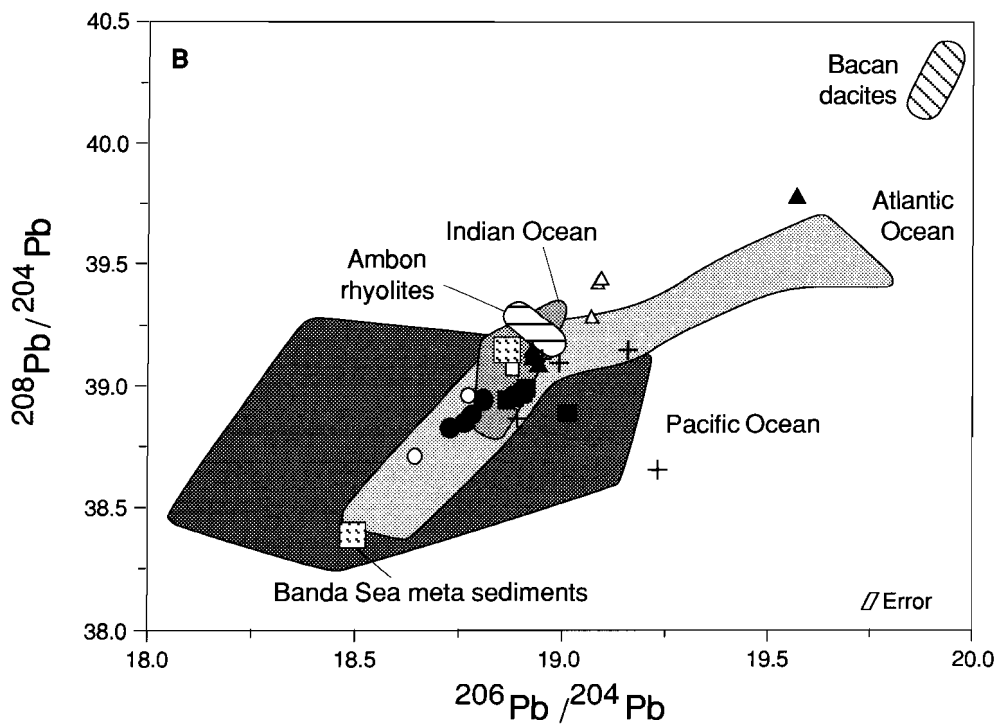 B
40.5
40.0
39.5
39.0
38.5
38.0
208Pb/204Pb
Bacan
dacites
Atlantic
Ocean
Indian Ocean
Ambon
rhyolites
Pacific Ocean
Banda Sea meta sediments
Error
18.0 18.5 19.0 19.5 20.0
206Pb/204Pb